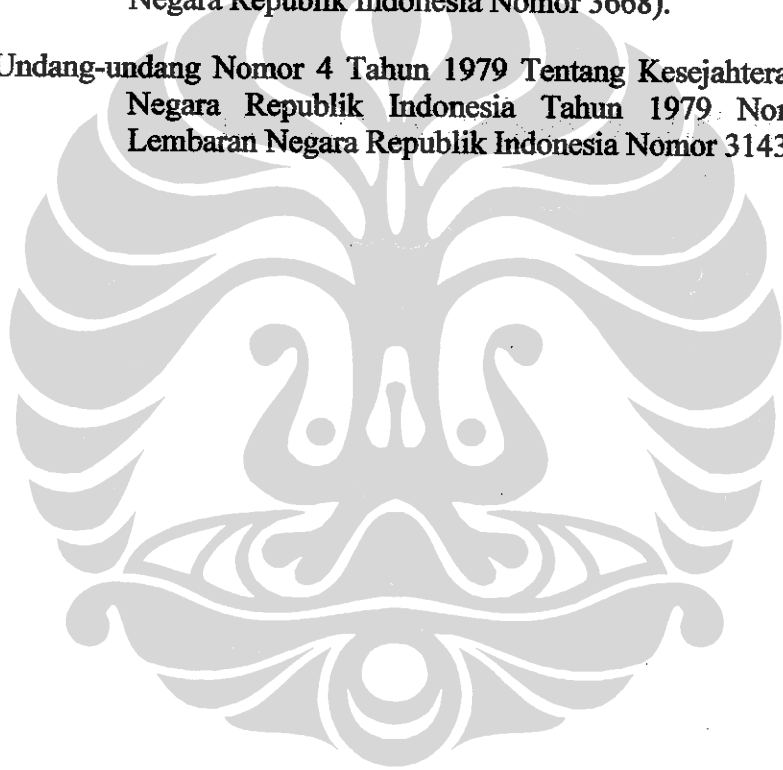 Negara Republik Indonesia Nomor 3668).
Undang-undang Nomor 4 Tahun 1979 Tentang Kesejahtera
Negara Republik Indonesia Tahun 1979 Nor
Lembaran Negara Republik Indonesia Nomor 3143